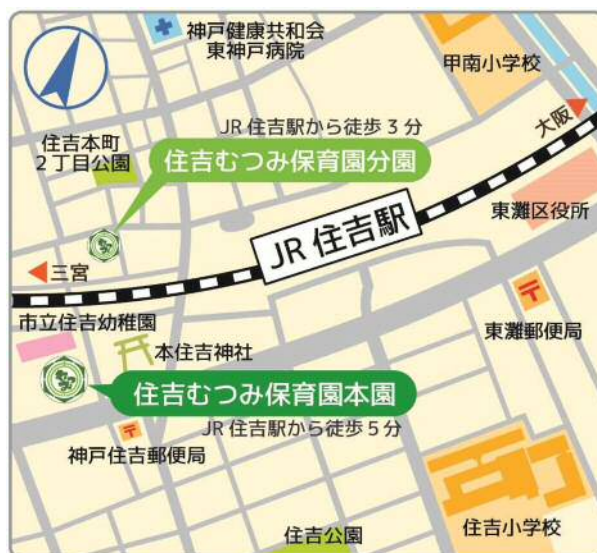 神戸健康共和会
東神戸病院
甲南小学校
JR 住吉駅から徒歩 3 分
大阪
住吉本町
2 丁目公園
住吉むつみ保育園分園
東灘区役所
JR 住吉駅
三宮
市立住吉幼稚園
東灘郵便局
本住吉神社
住吉むつみ保育園本園
JR 住吉駅から徒歩 5 分
神戸住吉郵便局
住吉公園
住吉小学校